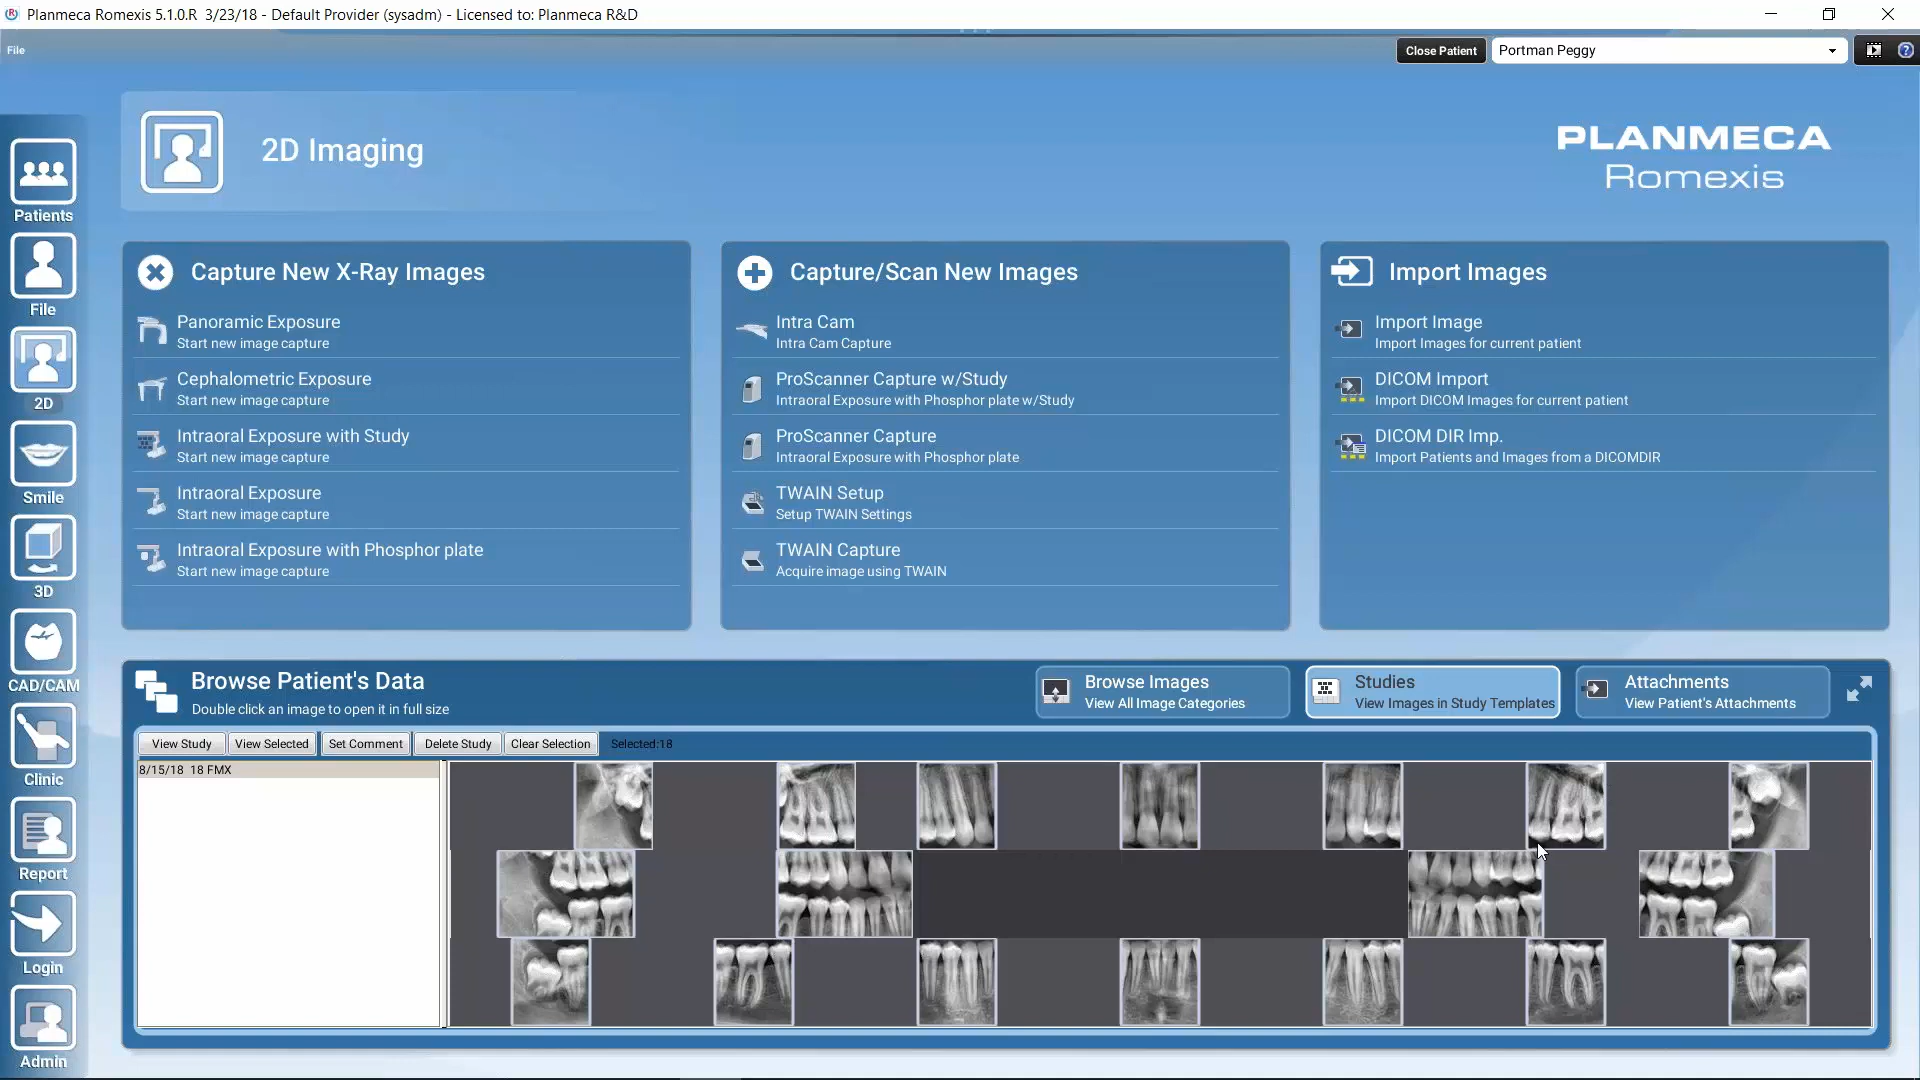 Planmeca Romexis 5.1.0.R  3/23/18 - Default Provider (sysadm) - Licensed to: Planmeca R&D
File
Close Patient
Portman Peggy
2D Imaging
PLANMECA
Romexis
Patients
File
2D
Smile
3D
CAD/CAM
Clinic
Report
Login
Admin
Capture New X-Ray Images
Panoramic Exposure
Start new image capture
Cephalometric Exposure
Start new image capture
Intraoral Exposure with Study
Start new image capture
Intraoral Exposure
Start new image capture
Intraoral Exposure with Phosphor plate
Start new image capture
Capture/Scan New Images
Intra Cam
Intra Cam Capture
ProScanner Capture w/Study
Intraoral Exposure with Phosphor plate w/Study
ProScanner Capture
Intraoral Exposure with Phosphor plate
TWAIN Setup
Setup TWAIN Settings
TWAIN Capture
Acquire image using TWAIN
Import Images
Import Image
Import Images for current patient
DICOM Import
Import DICOM Images for current patient
DICOM DIR Imp.
Import Patients and Images from a DICOMDIR
Browse Patient's Data
Double click an image to open it in full size
Browse Images
View All Image Categories
Studies
View Images in Study Templates
Attachments
View Patient's Attachments
View Study
View Selected
Set Comment
Delete Study
Clear Selection
Selected:18
8/15/18  18 FMX